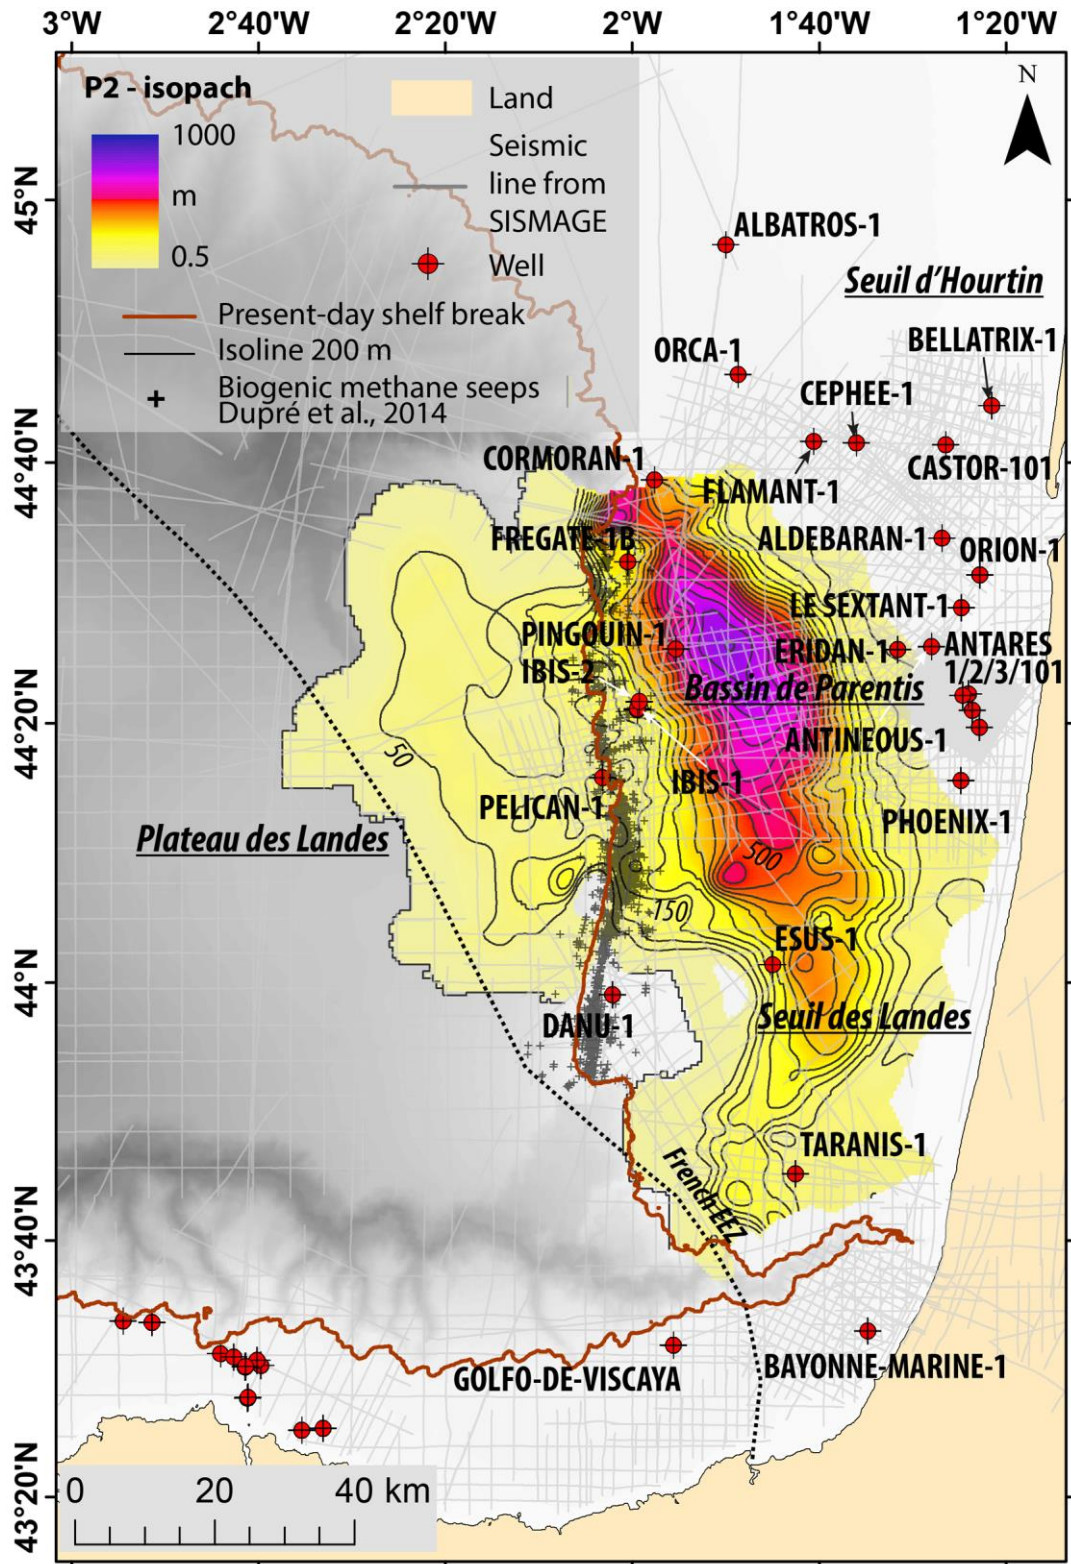 3°W
2°40'W
2°20'W
2°0'W
1°40'W
1°20'W
P2 - isopach
1000
m
0.5
Land
Seismic
line from
SISMAGE
Well
Present-day shelf break
Isoline 200 m
Biogenic methane seeps
Dupré et al., 2014
N
45°N
44°40'N
44°20'N
44°N
43°40'N
43°20'N
ALBATROS-1
Seuil d'Hourtin
ORCA-1
BELLATRIX-1
CEPHEE-1
CORMORAN-1
FLAMANT-1
CASTOR-101
FREGATE-1B
ALDEBARAN-1
ORION-1
LE SEXTANT-1
PINGOUIN-1
IBIS-2
ERIDAN-1
ANTARES
1/2/3/101
Bassin de Parentis
ANTINEOUS-1
50
IBIS-1
PELICAN-1
PHOENIX-1
Plateau des Landes
500
150
ESUS-1
DANU-1
Seuil des Landes
TARANIS-1
French EEZ
GOLFO-DE-VISCAYA
BAYONNE-MARINE-1
0
20
40 km